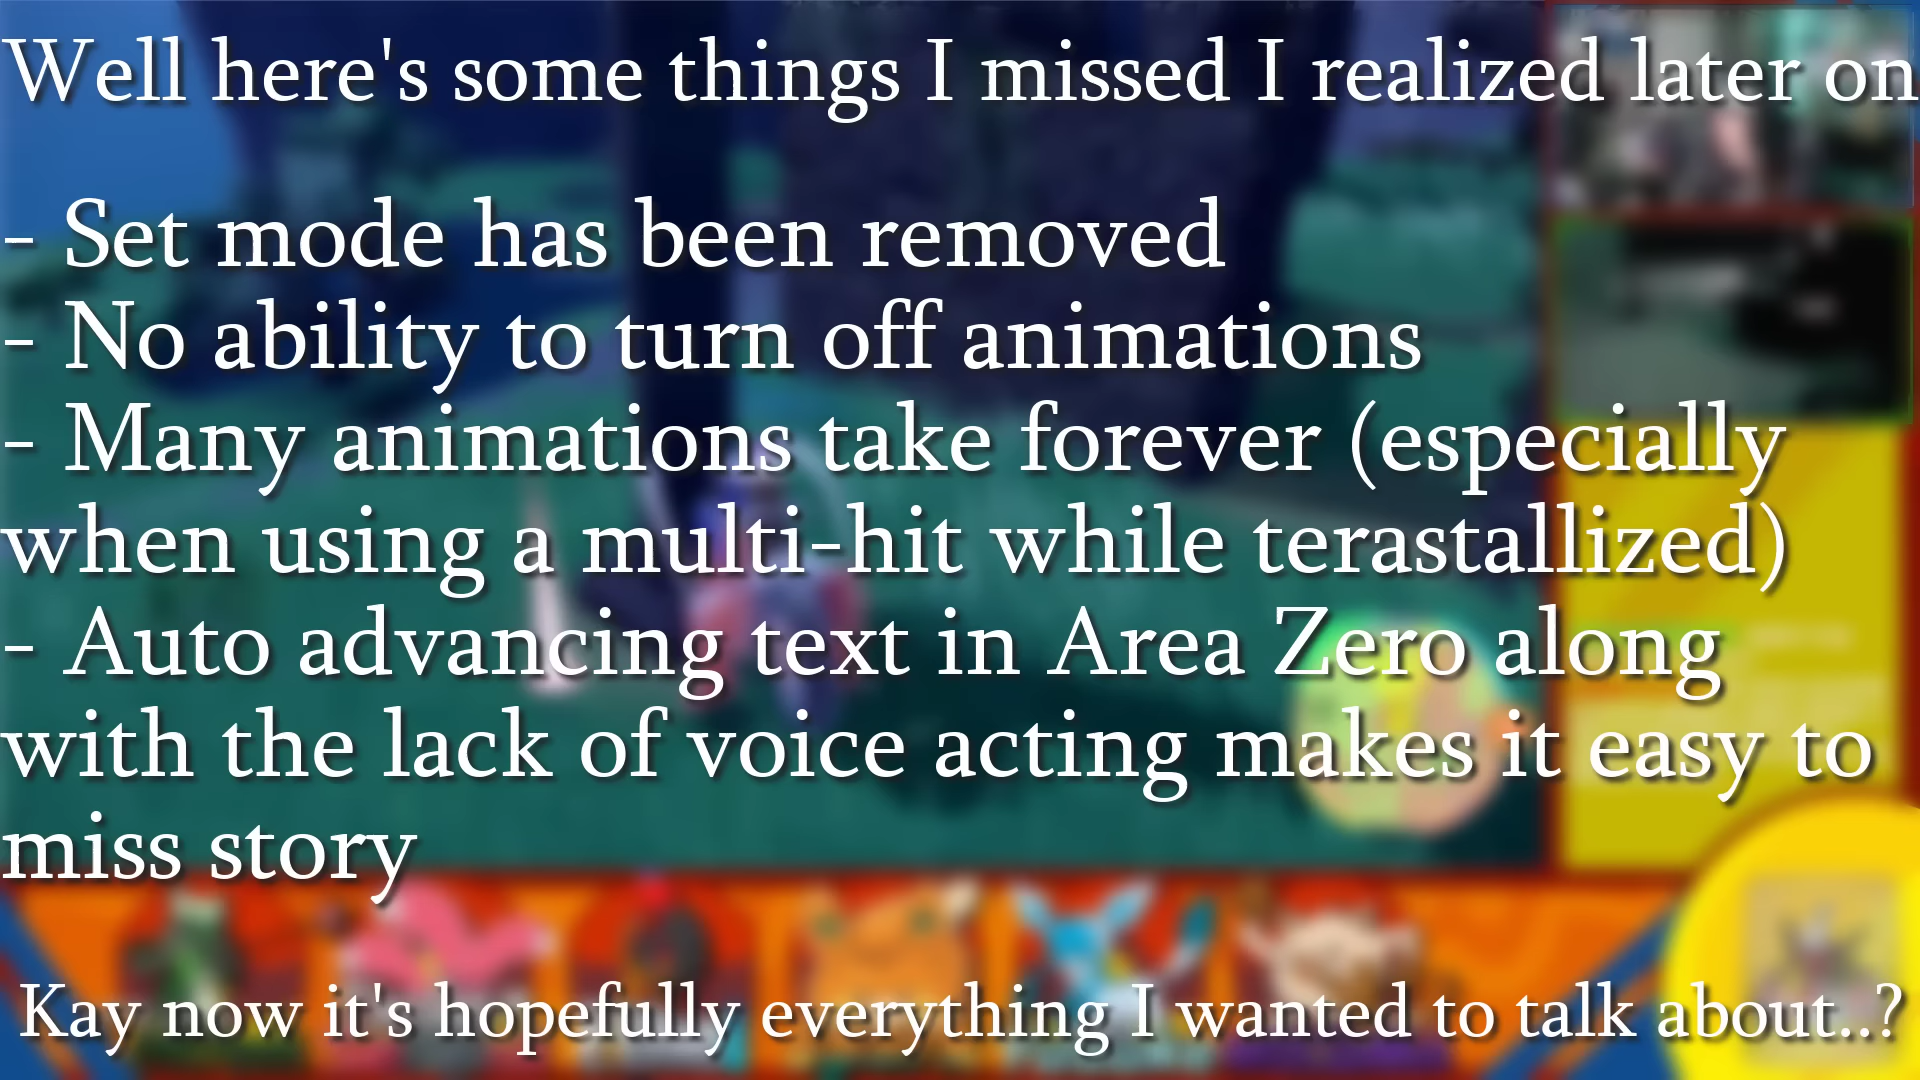 Well here's some things I missed I realized later on
- Set mode has been removed
- No ability to turn off animations
- Many animations take forever (especially
when using a multi-hit while terastallized)
- Auto advancing text in Area Zero along
with the lack of voice acting makes it easy to
miss story
Kay now it's hopefully everything I wanted to talk about..?